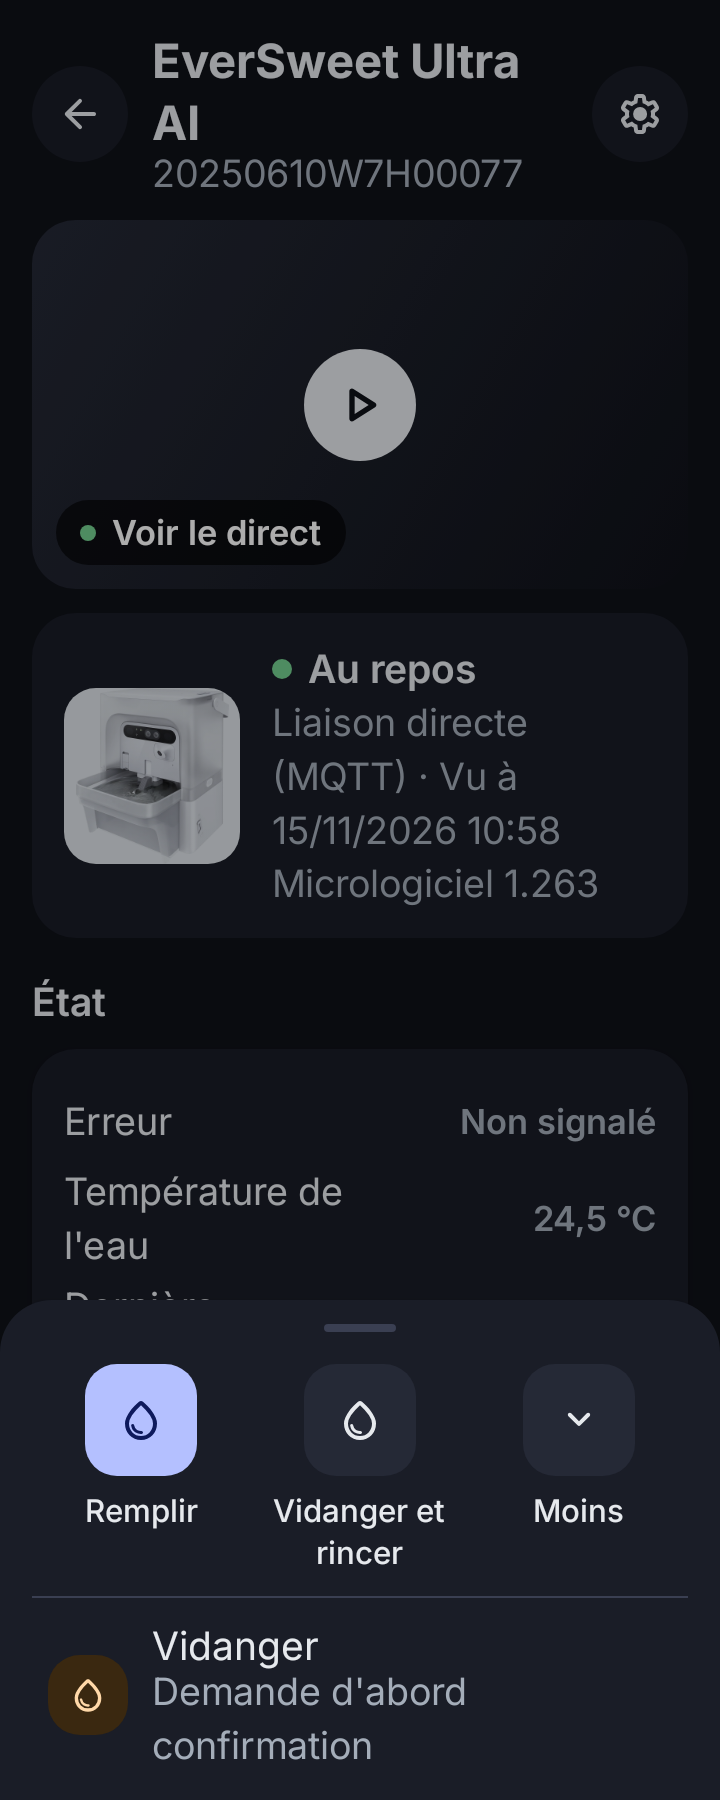 EverSweet Ultra
AI
20250610W7H00077
Voir le direct
Au repos
Liaison directe
(MQTT) · Vu à
15/11/2026 10:58
Micrologiciel 1.263
État
Erreur
Non signalé
Température de
l'eau
24,5 °C
Remplir
Vidanger et
rincer
Moins
Vidanger
Demande d'abord
confirmation